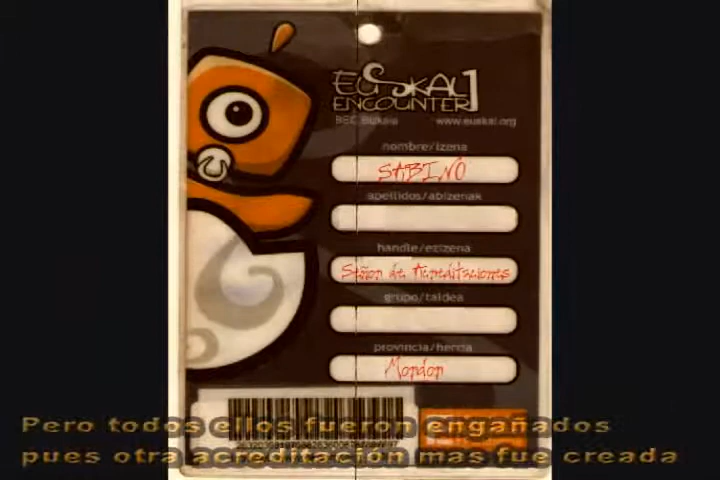 EUSKAL
ENCOUNTER
BEC Bizkaia www.euskal.org
nombre/izena
SABINO
apellidos/abizenak
handle/ezizena
Señor de Acreditaciones
grupo/taldea
provincia/herria
Mordor
Pero todos ellos fueron engañados
pues otra acreditación mas fue creada